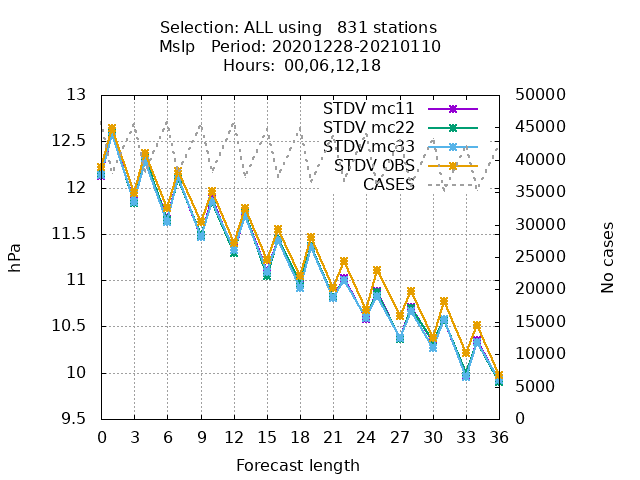 Selection: ALL using   831 stations
Mslp   Period: 20201228-20210110
Hours: 00,06,12,18
13
12.5
12
11.5
11
10.5
10
9.5
50000
45000
40000
35000
30000
25000
20000
15000
10000
5000
0
STDV mc11
STDV mc22
STDV mc33
STDV OBS
CASES
hPa
No cases
0 3 6 9 12 15 18 21 24 27 30 33 36
Forecast length